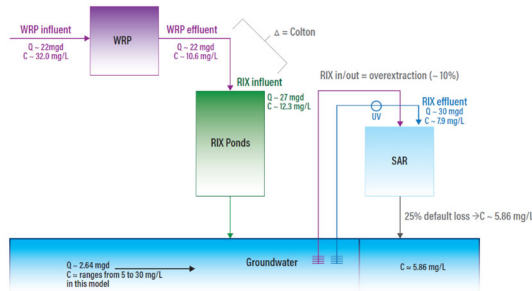 WRP influent
Q ~ 22mgd
C ~ 32.0 mg/L
WRP
WRP effluent
Q ~ 22 mgd
C ~ 10.6 mg/L
Δ = Colton
RIX influent
Q ~ 27 mgd
C ~ 12.3 mg/L
RIX Ponds
RIX in/out = overextraction (~ 10%)
UV
RIX effluent
Q ~ 30 mgd
C ~ 7.9 mg/L
SAR
25% default loss →C ~ 5.86 mg/L
Q ~ 2.64 mgd
C = ranges from 5 to 30 mg/L
in this model
Groundwater
C = 5.86 mg/L